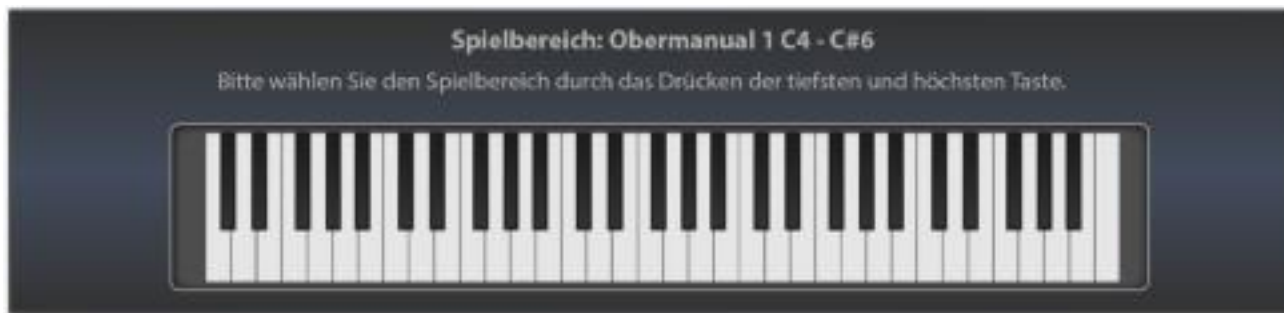 Spielbereich: Obermanual 1 C4 - C#6
Bitte wählen Sie den Spielbereich durch das Drücken der tiefsten und höchsten Taste.